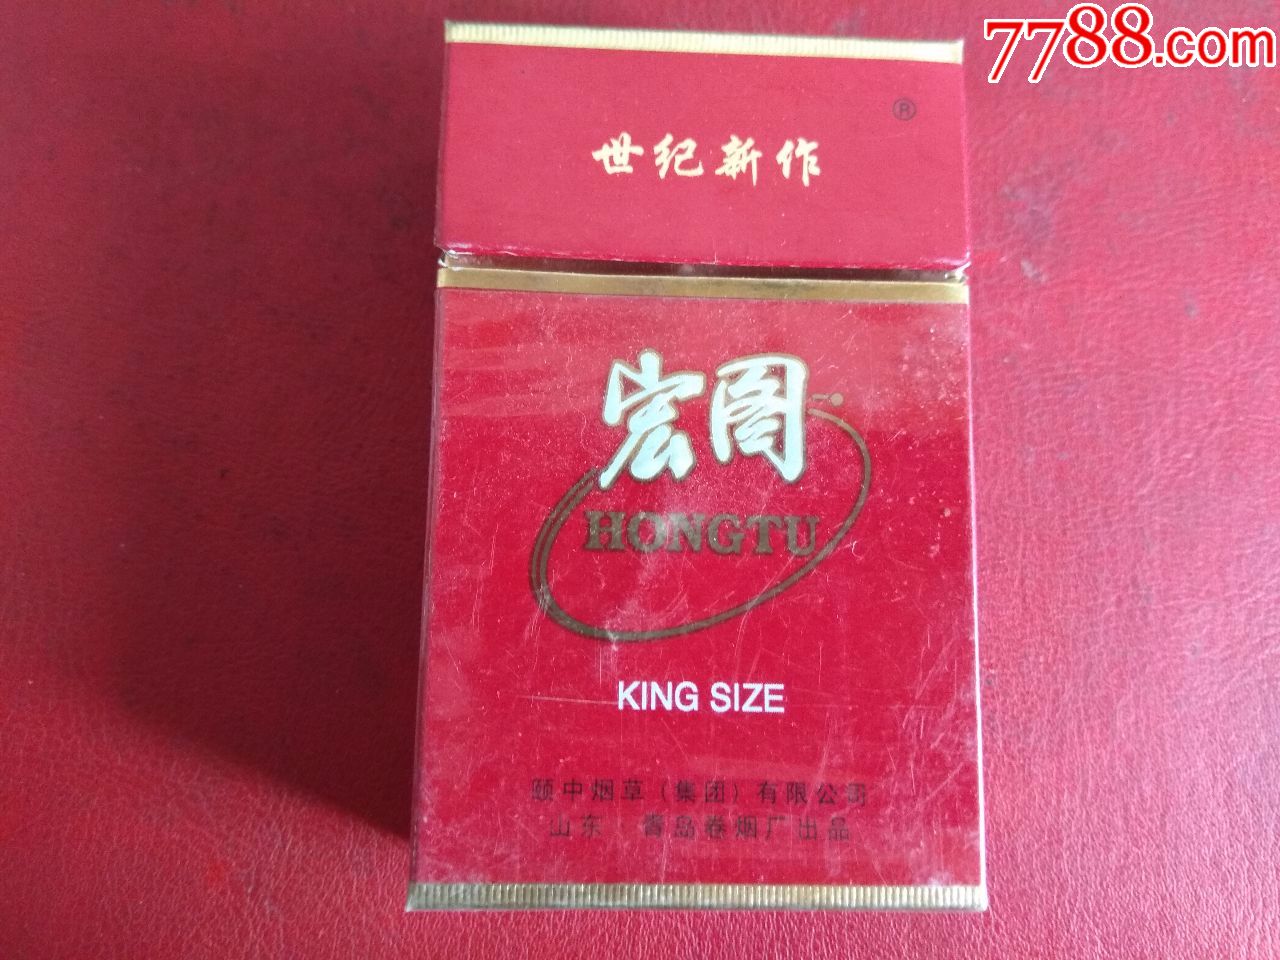 7788.com
®
世纪新作
宏图
HONGTU
KING SIZE
颐中烟草(集团)有限公司
山东 青岛卷烟厂出品